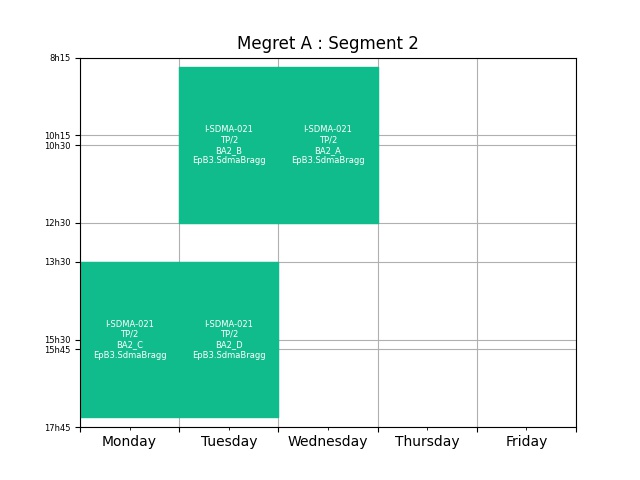 Megret A : Segment 2
8h15
10h15
10h30
12h30
13h30
15h30
15h45
17h45
I-SDMA-021
TP/2
BA2_B
EpB3.SdmaBragg
I-SDMA-021
TP/2
BA2_A
EpB3.SdmaBragg
I-SDMA-021
TP/2
BA2_C
EpB3.SdmaBragg
I-SDMA-021
TP/2
BA2_D
EpB3.SdmaBragg
Monday
Tuesday
Wednesday
Thursday
Friday